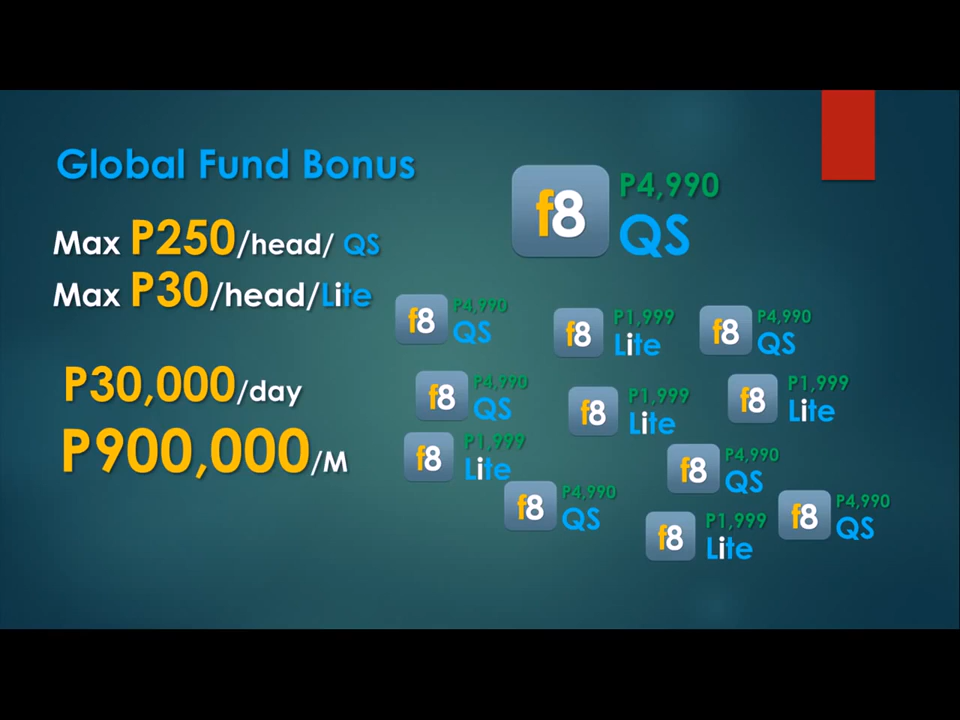 Global Fund Bonus
Max P250/head/ QS
Max P30/head/Lite
P30,000/day
P900,000/M
f8 P4,990
QS
f8 P4,990
QS
f8 P1,999
Lite
f8 P4,990
QS
f8 P4,990
QS
f8 P1,999
Lite
f8 P1,999
Lite
f8 P1,999
Lite
f8 P4,990
QS
f8 P4,990
QS
f8 P1,999
Lite
f8 P4,990
QS